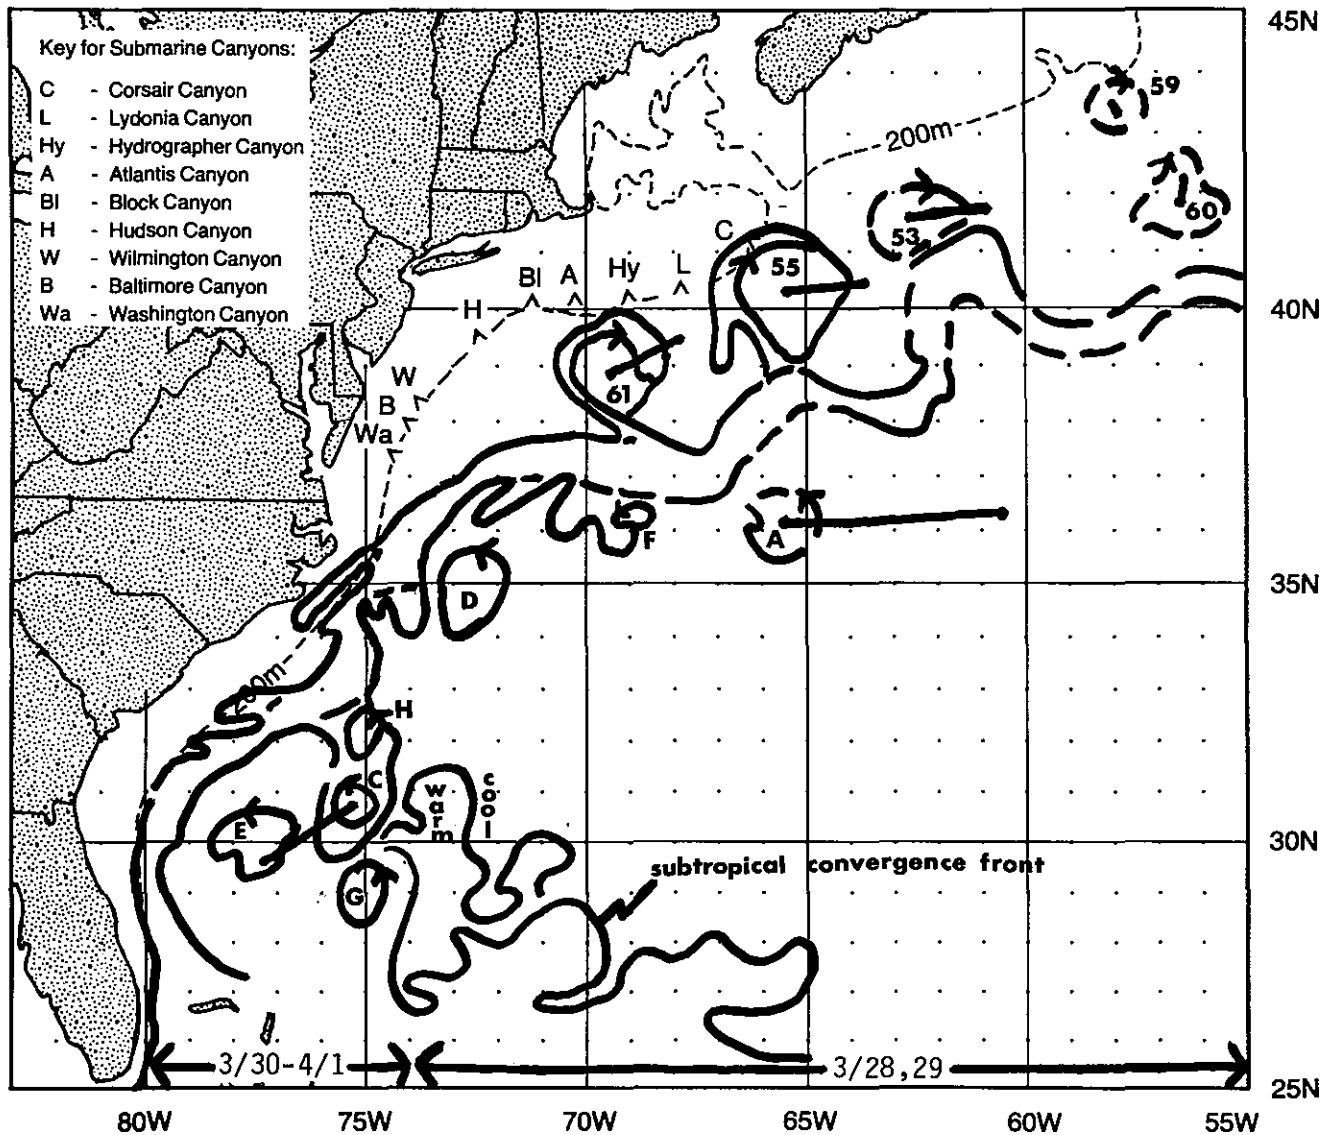 Key for Submarine Canyons:
C - Corsair Canyon
L - Lydonia Canyon
Hy - Hydrographer Canyon
A - Atlantis Canyon
Bl - Block Canyon
H - Hudson Canyon
W - Wilmington Canyon
B - Baltimore Canyon
Wa - Washington Canyon
45N
59
200m
60
53
C
55
L
Hy
A
Bl
H
40N
61
W
B
Wa
F
A
35N
D
200m
H
C
warm
cool
E
30N
subtropical convergence front
G
3/30-4/1
3/28,29
25N
80W 75W 70W 65W 60W 55W